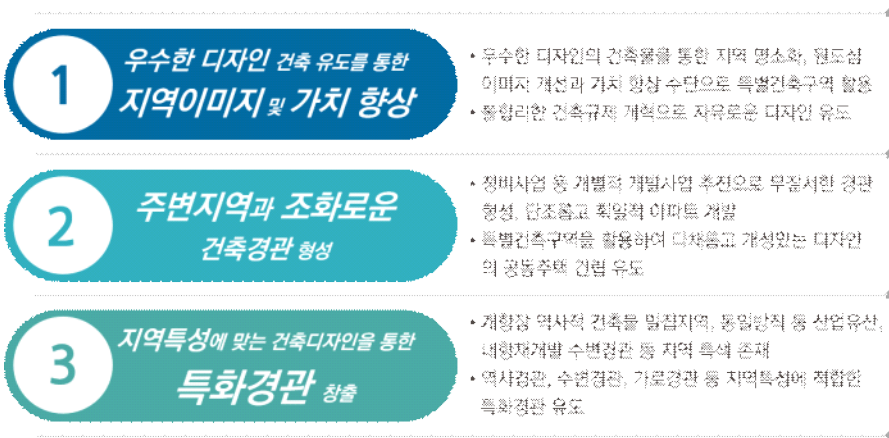 1
우수한 디자인 건축 유도를 통한
지역이미지 및 가치 향상
• 우수한 디자인의 건축물를 통한 지역 명소화, 원도심
이미지 개선과 가치 향상 수단으로 특별건축구역 활용
• 불합리한 건축규제 개혁으로 자유로운 디자인 유도
2
주변지역과 조화로운
건축경관 형성
• 정비사업 등 개별적 개발사업 추진으로 무질서한 경관
형성, 단조롭고 획일적 아파트 개발
• 특별건축구역을 활용하여 다채롭고 개성있는 디자인
의 공동주택 건립 유도
3
지역특성에 맞는 건축디자인을 통한
특화경관 창출
• 개항장 역사적 건축물 밀집지역, 동일방직 등 산업유산,
내항재개발 수변경관 등 지역 특색 존재
• 역사경관, 수변경관, 가로경관 등 지역특성에 적합한
특화경관 유도